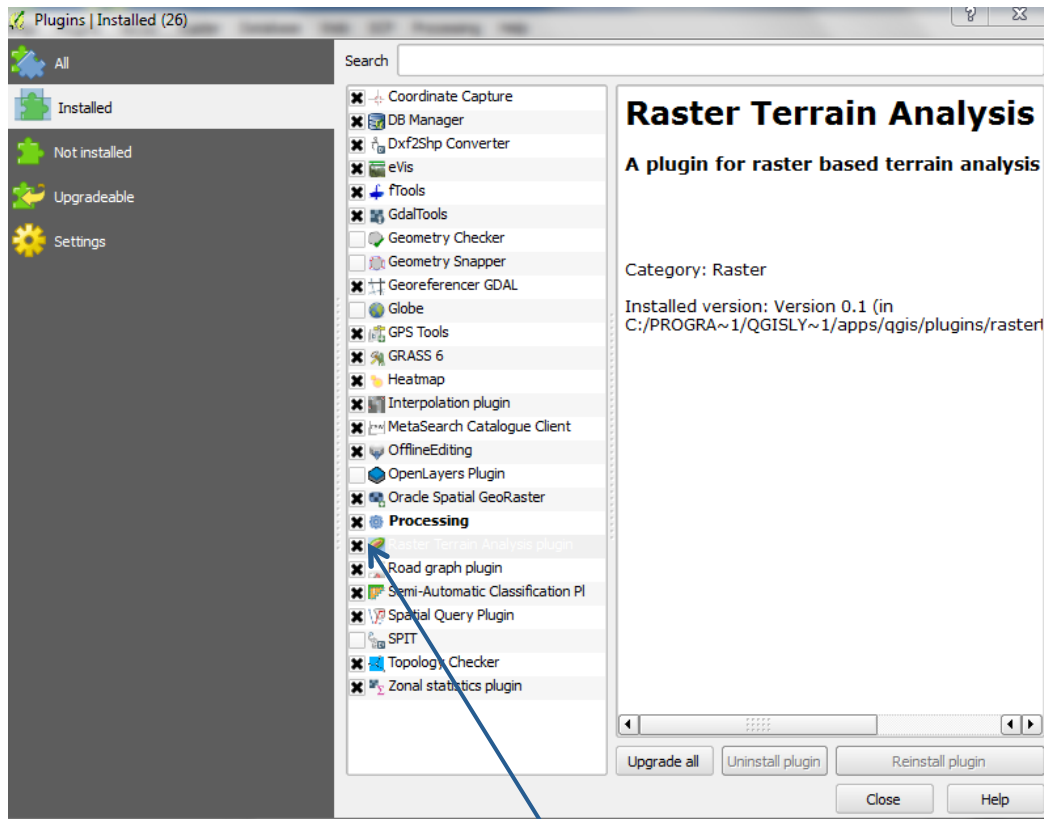 Plugins | Installed (26)
All
Installed
Not installed
Upgradeable
Settings
Search
Coordinate Capture
DB Manager
Dxf2Shp Converter
eVis
fTools
GdalTools
Geometry Checker
Geometry Snapper
Georeferencer GDAL
Globe
GPS Tools
GRASS 6
Heatmap
Interpolation plugin
MetaSearch Catalogue Client
OfflineEditing
OpenLayers Plugin
Oracle Spatial GeoRaster
Processing
Raster Terrain Analysis plugin
Road graph plugin
Semi-Automatic Classification Pl
Spatial Query Plugin
SPIT
Topology Checker
Zonal statistics plugin
Raster Terrain Analysis
A plugin for raster based terrain analysis
Category: Raster
Installed version: Version 0.1 (in
C:/PROGRA~1/QGISLY~1/apps/qgis/plugins/rastert
Upgrade all
Uninstall plugin
Reinstall plugin
Close
Help